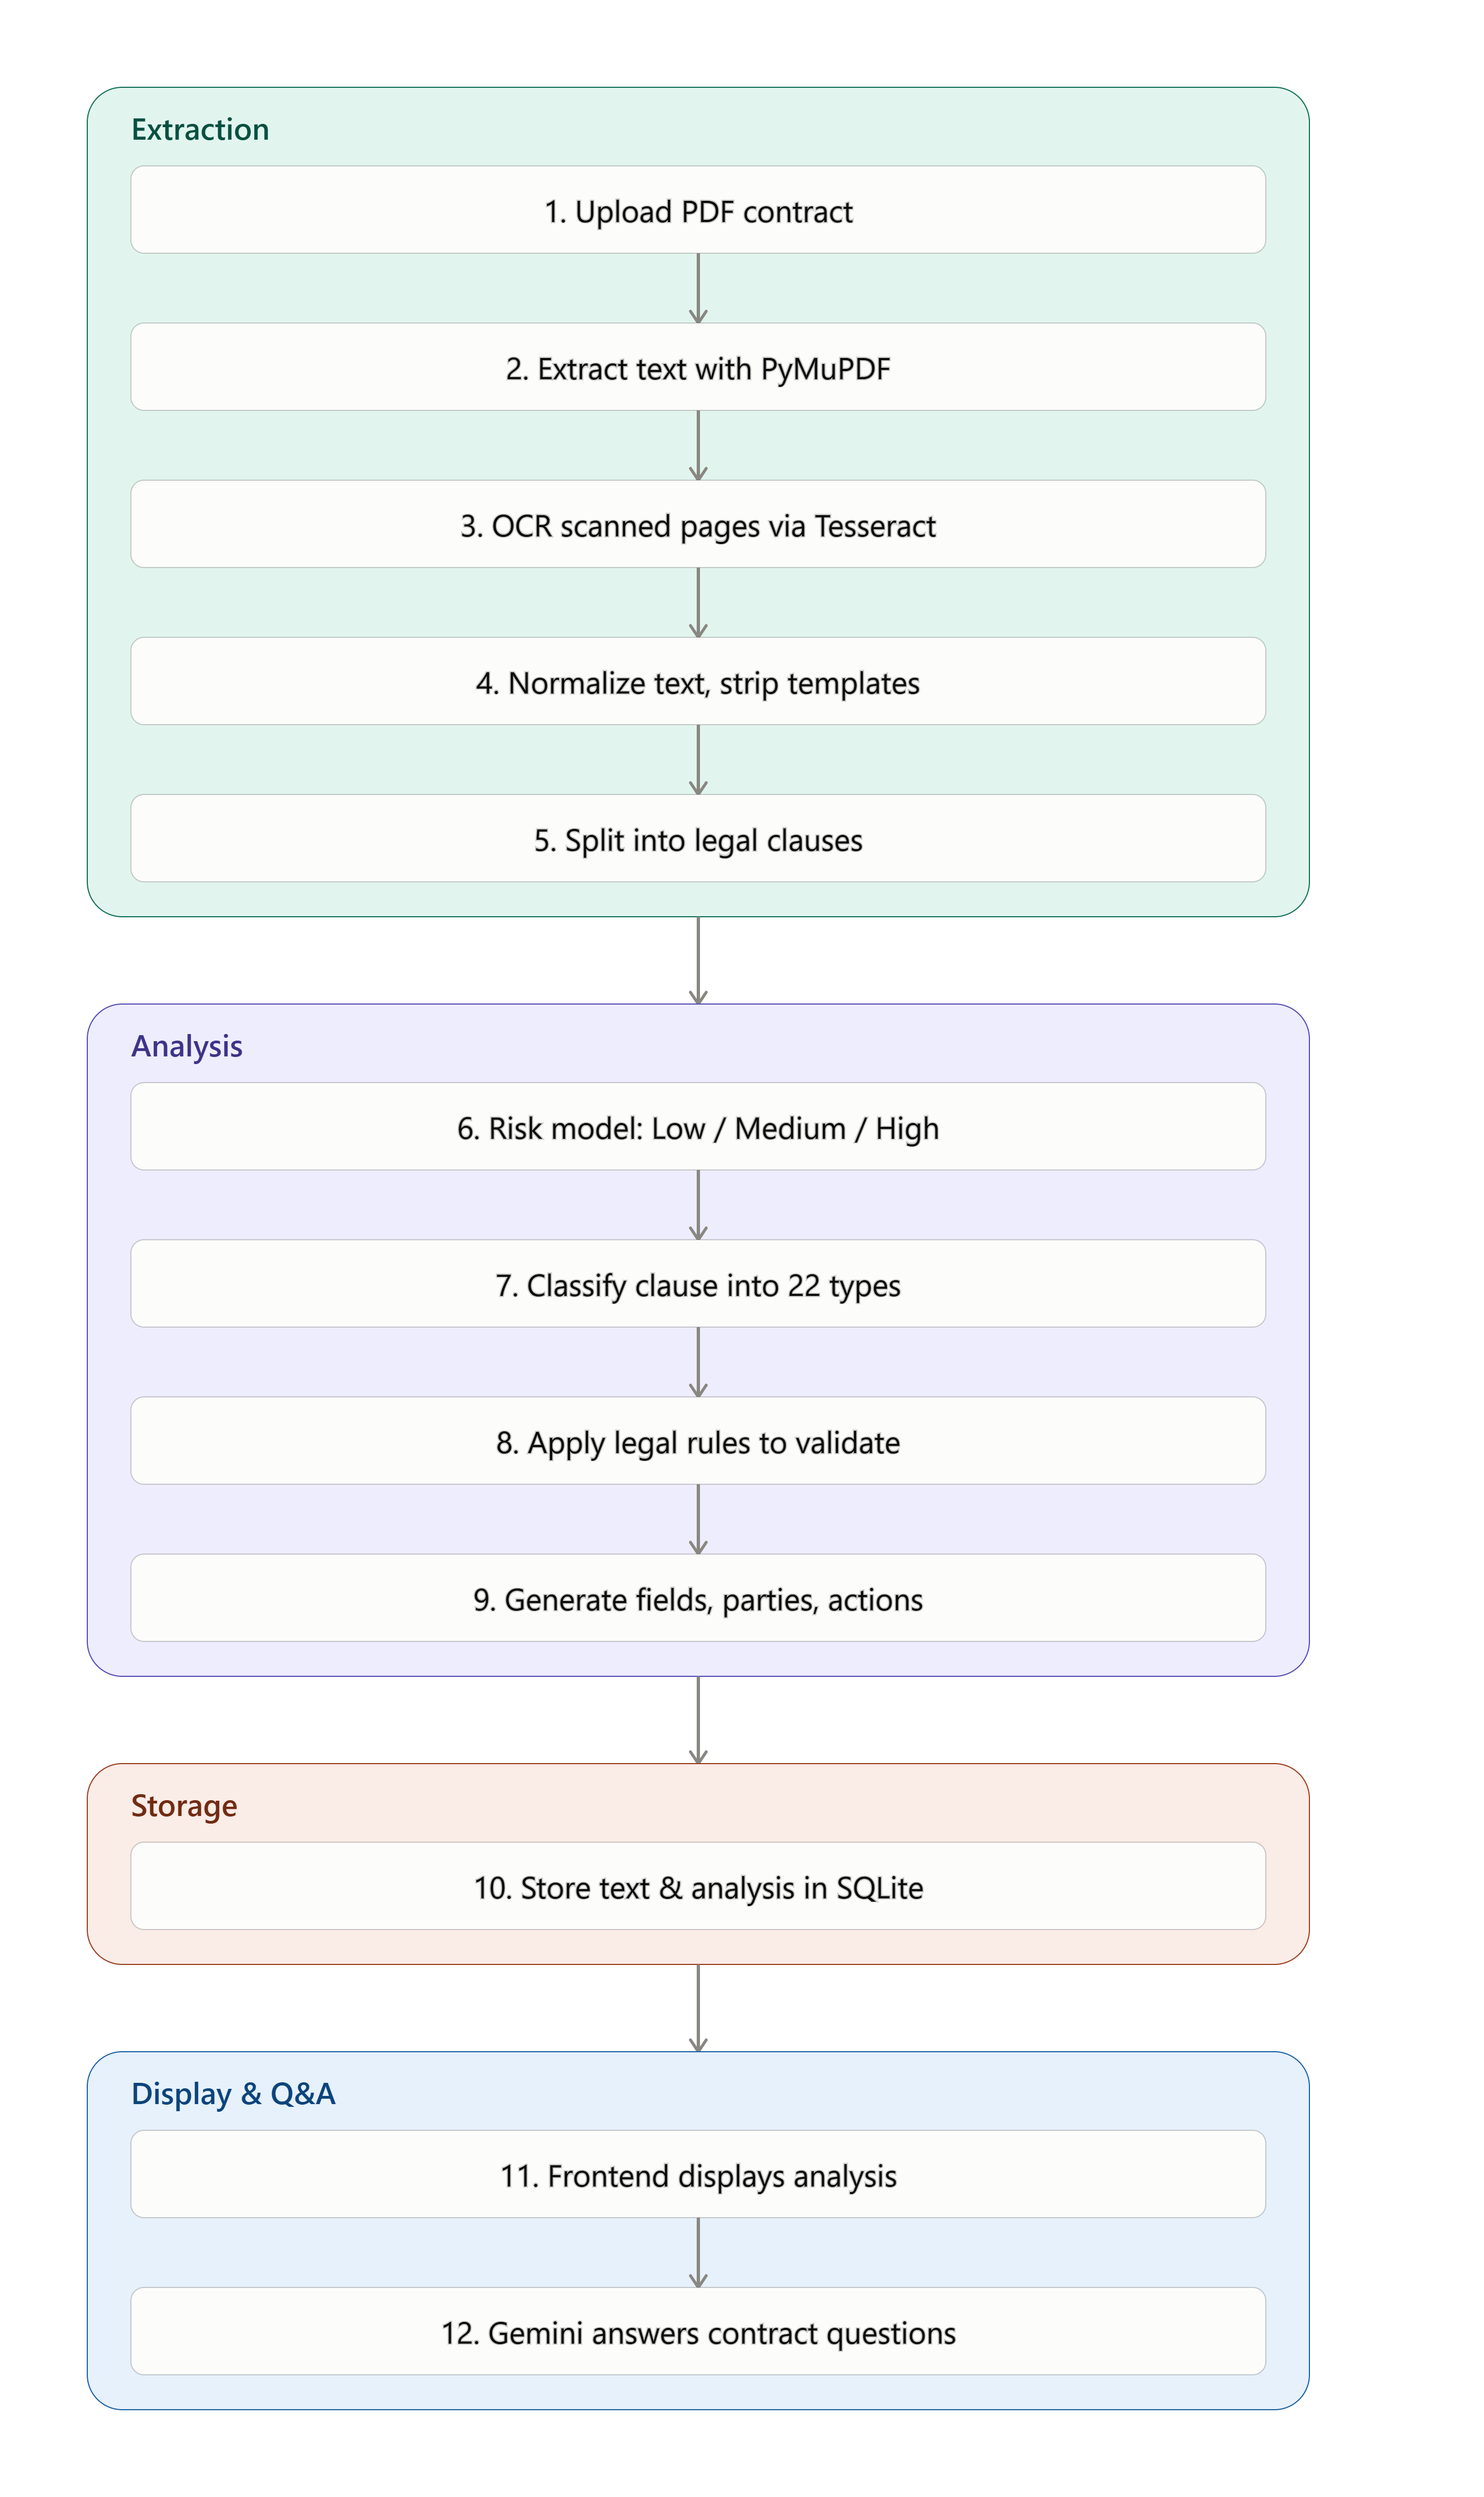 Extraction
1. Upload PDF contract
2. Extract text with PyMuPDF
3. OCR scanned pages via Tesseract
4. Normalize text, strip templates
5. Split into legal clauses
Analysis
6. Risk model: Low / Medium / High
7. Classify clause into 22 types
8. Apply legal rules to validate
9. Generate fields, parties, actions
Storage
10. Store text & analysis in SQLite
Display & Q&A
11. Frontend displays analysis
12. Gemini answers contract questions